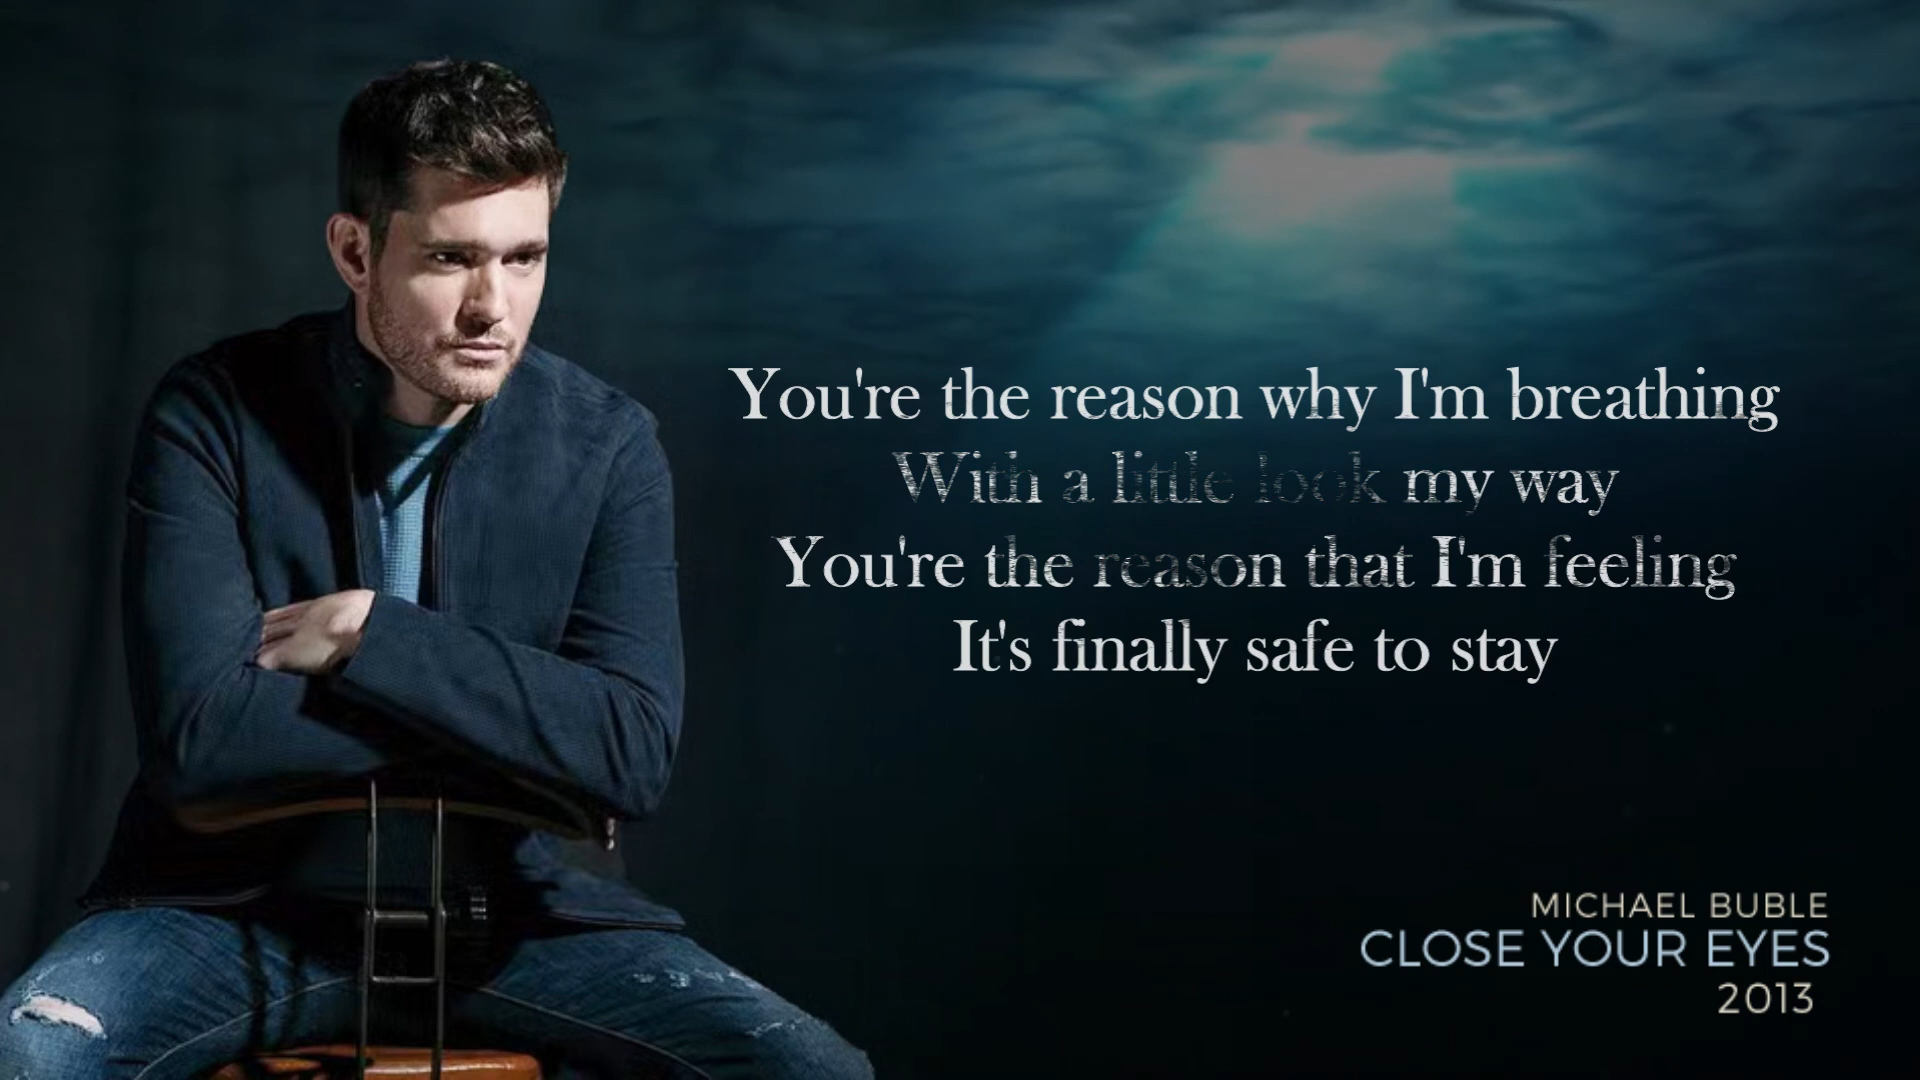 You're the reason why I'm breathing
With a little look my way
You're the reason that I'm feeling
It's finally safe to stay
MICHAEL BUBLE
CLOSE YOUR EYES
2013